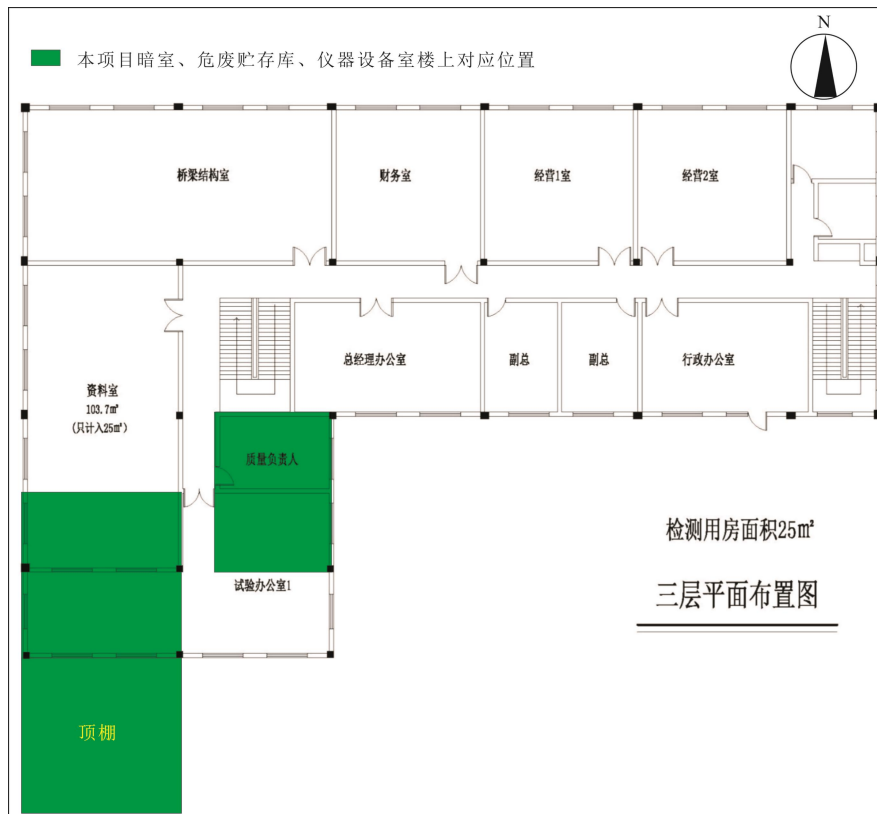 N
本项目暗室、危废贮存库、仪器设备室楼上对应位置
桥梁结构室
财务室
经营1室
经营2室
总经理办公室
副总
副总
行政办公室
资料室
103.7㎡
(只计入25㎡)
质量负责人
检测用房面积25㎡
试验办公室1
三层平面布置图
顶棚